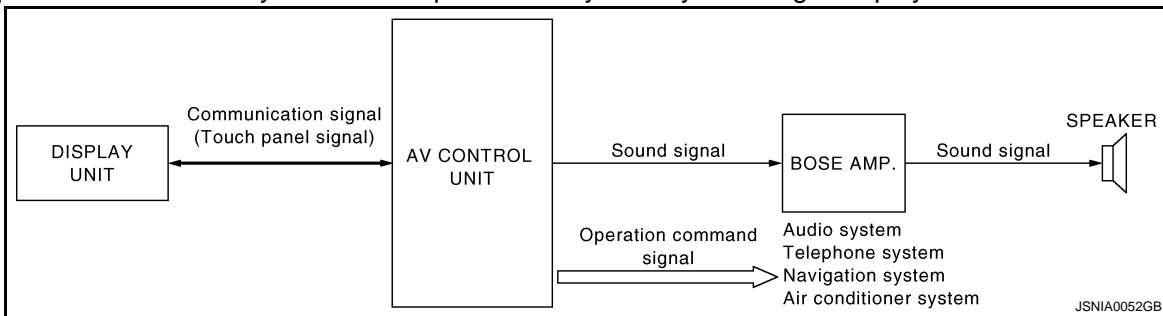 Communication signal
(Touch panel signal)
DISPLAY
UNIT
AV CONTROL
UNIT
Sound signal
BOSE AMP.
Sound signal
SPEAKER
Operation command
signal
Audio system
Telephone system
Navigation system
Air conditioner system
JSNIA0052GB